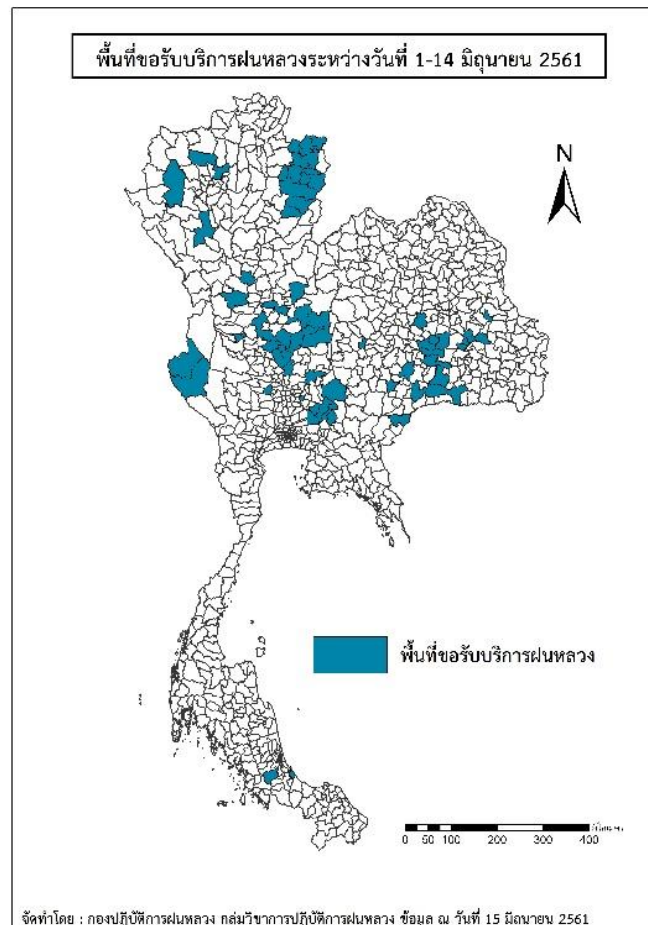 พื้นที่ขอรับบริการฝนหลวงระหว่างวันที่ 1-14 มิถุนายน 2561
N
พื้นที่ขอรับบริการฝนหลวง
0 50 100 200 300 400
จัดทำโดย : กองปฏิบัติการฝนหลวง กลุ่มวิชาการปฏิบัติการฝนหลวง ข้อมูล ณ วันที่ 15 มิถุนายน 2561